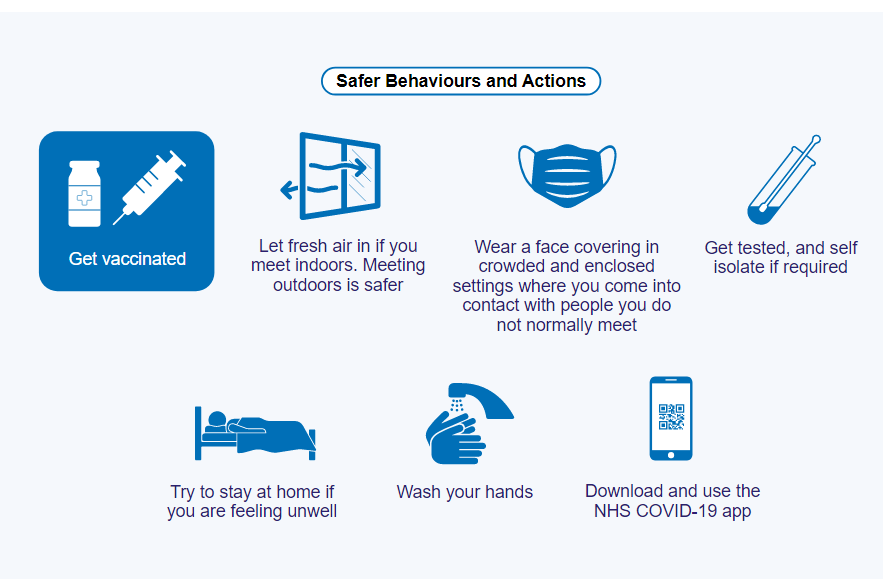 Safer Behaviours and Actions
Get vaccinated
Let fresh air in if you
meet indoors. Meeting
outdoors is safer
Wear a face covering in
crowded and enclosed
settings where you come into
contact with people you do
not normally meet
Get tested, and self
isolate if required
Try to stay at home if
you are feeling unwell
Wash your hands
Download and use the
NHS COVID-19 app